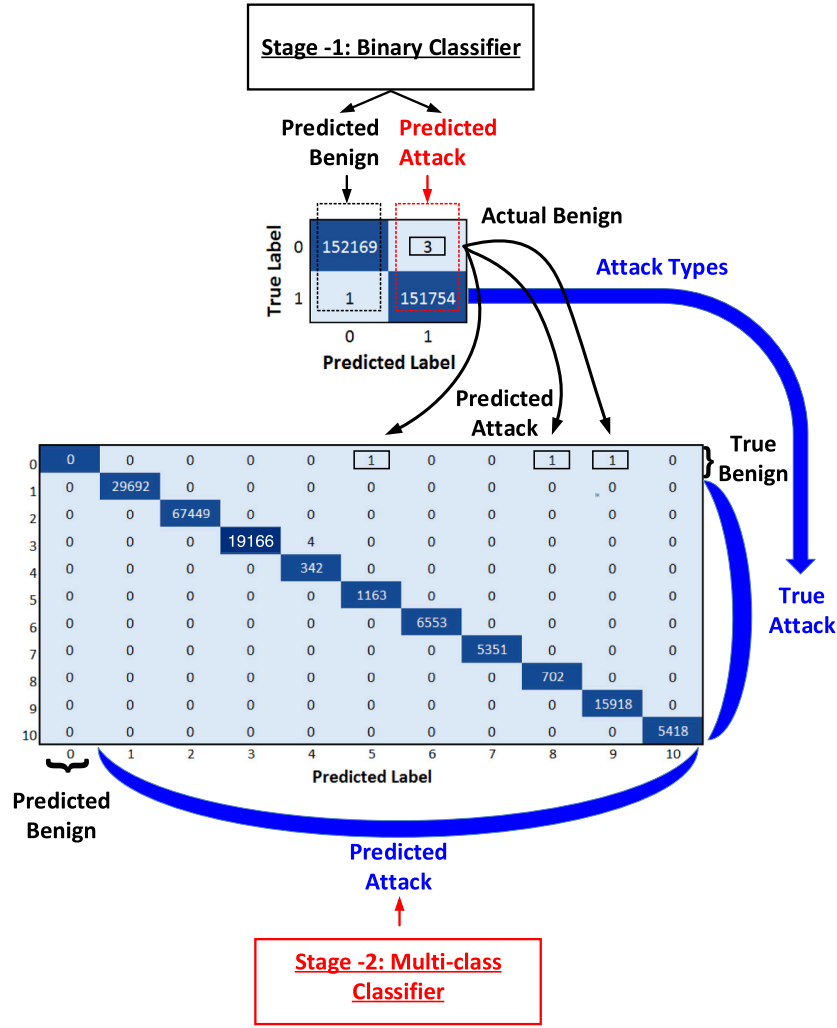 Stage -1: Binary Classifier
Predicted Benign
Predicted Attack
Actual Benign
True Label
0 152169 3
1 1 151754
0 1
Predicted Label
Attack Types
Predicted Attack
True Benign
0 0 0 0 0 0 1 0 0 1 1 0
1 0 29692 0 0 0 0 0 0 0 0 0
2 0 0 67449 0 0 0 0 0 0 0 0
3 0 0 0 19166 4 0 0 0 0 0 0
4 0 0 0 0 342 0 0 0 0 0 0
5 0 0 0 0 0 1163 0 0 0 0 0
6 0 0 0 0 0 0 6553 0 0 0 0
7 0 0 0 0 0 0 0 5351 0 0 0
8 0 0 0 0 0 0 0 0 702 0 0
9 0 0 0 0 0 0 0 0 0 15918 0
10 0 0 0 0 0 0 0 0 0 0 5418
0 1 2 3 4 5 6 7 8 9 10
Predicted Label
True Attack
Predicted Benign
Predicted Attack
Stage -2: Multi-class
Classifier